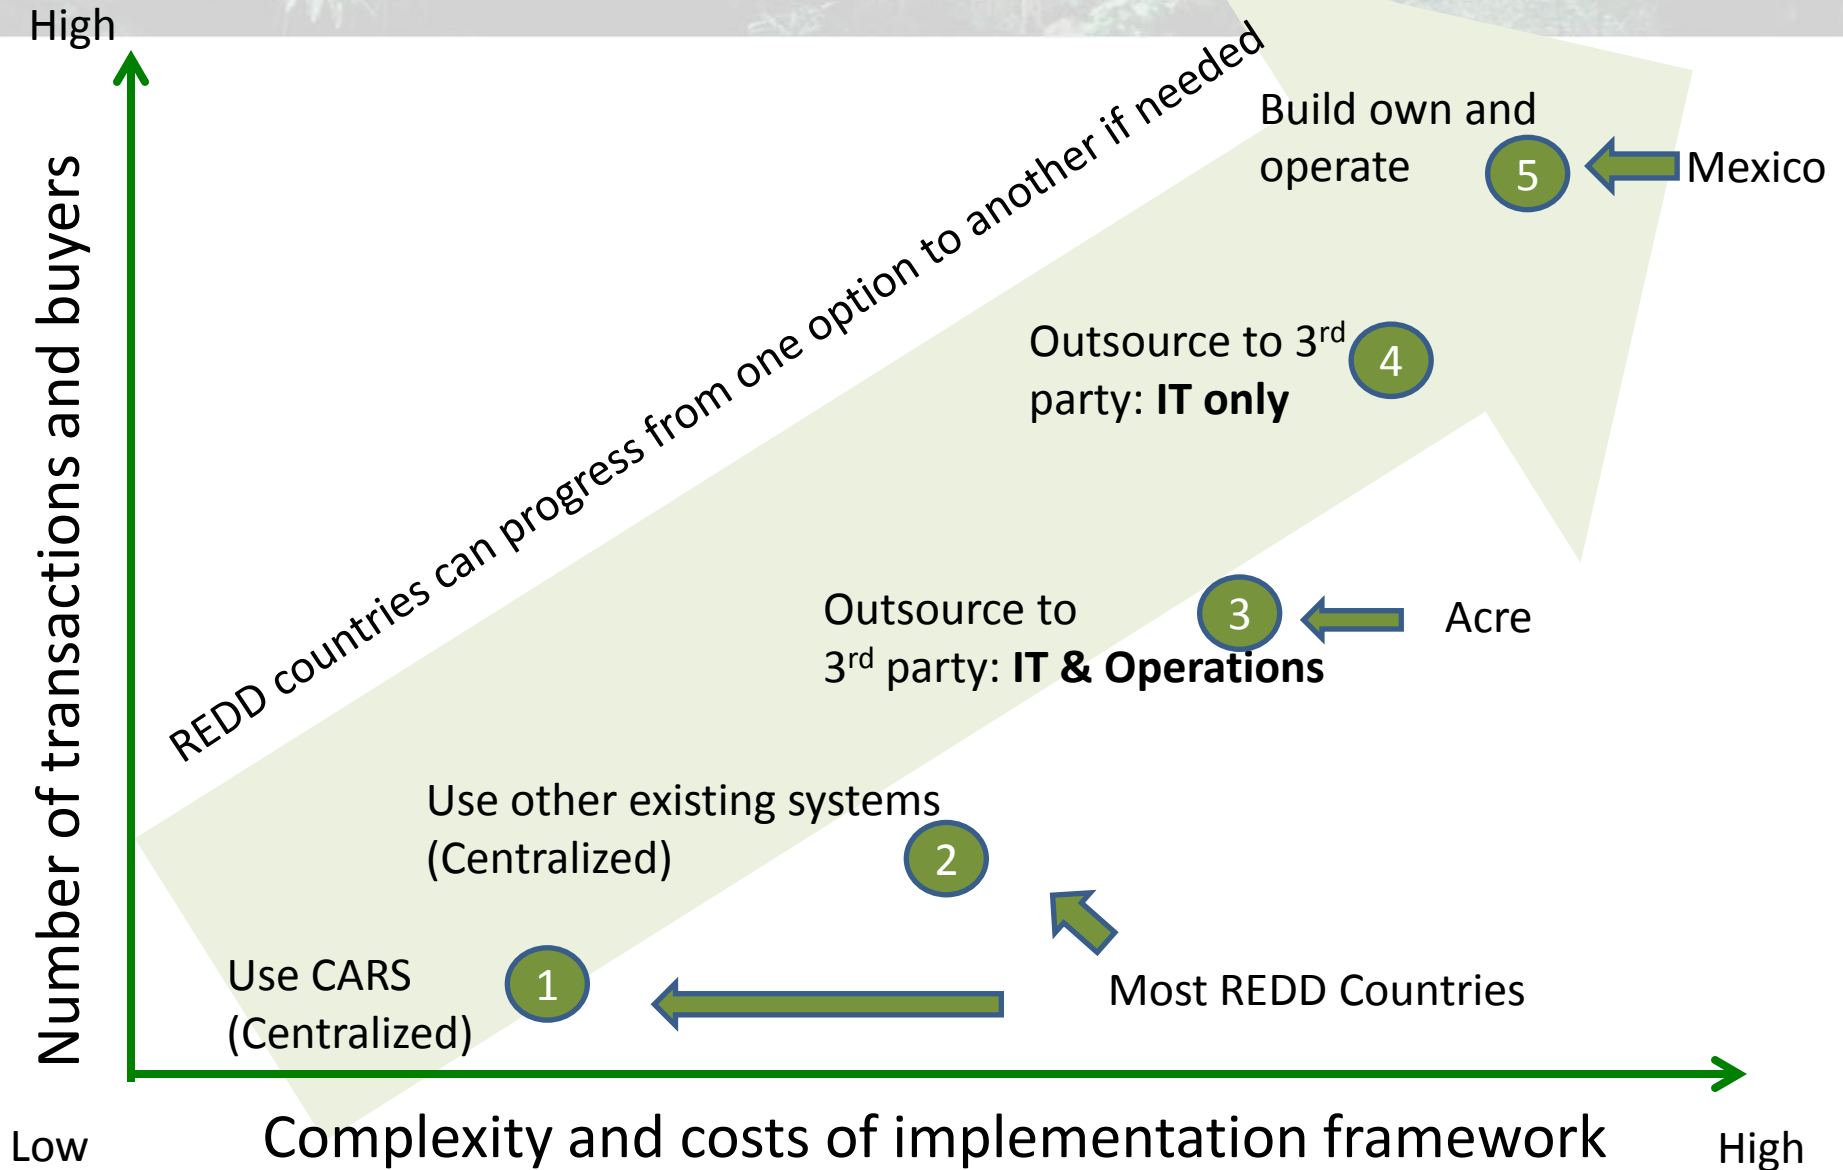 High
Number of transactions and buyers
REDD countries can progress from one option to another if needed
Build own and
operate
5
Mexico
Outsource to 3rd
party: IT only
4
Outsource to
3rd party: IT & Operations
3
Acre
Use other existing systems
(Centralized)
2
Use CARS
(Centralized)
1
Most REDD Countries
Low
Complexity and costs of implementation framework
High